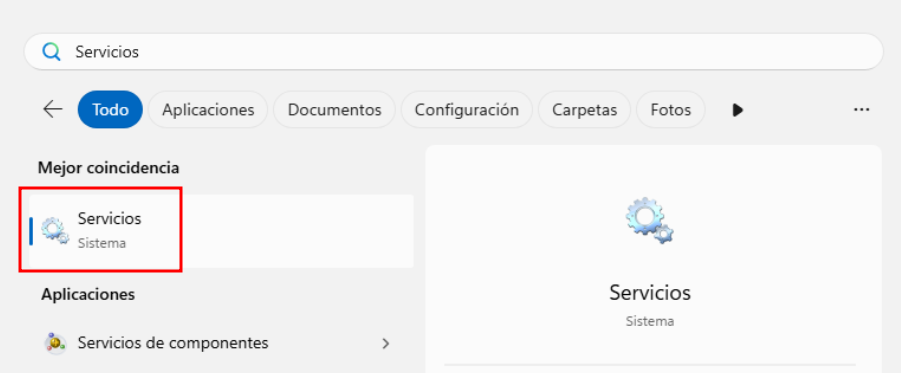 Servicios
Todo Aplicaciones Documentos Configuración Carpetas Fotos ...
Mejor coincidencia
Servicios
Sistema
Aplicaciones
Servicios de componentes
Servicios
Sistema